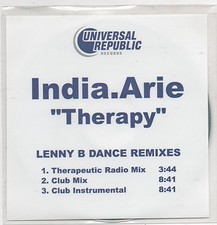 UNIVERSAL
REPUBLIC
RECORDS
India.Arie
"Therapy"
LENNY B DANCE REMIXES
1. Therapeutic Radio Mix 3:44
2. Club Mix 8:41
3. Club Instrumental 8:41